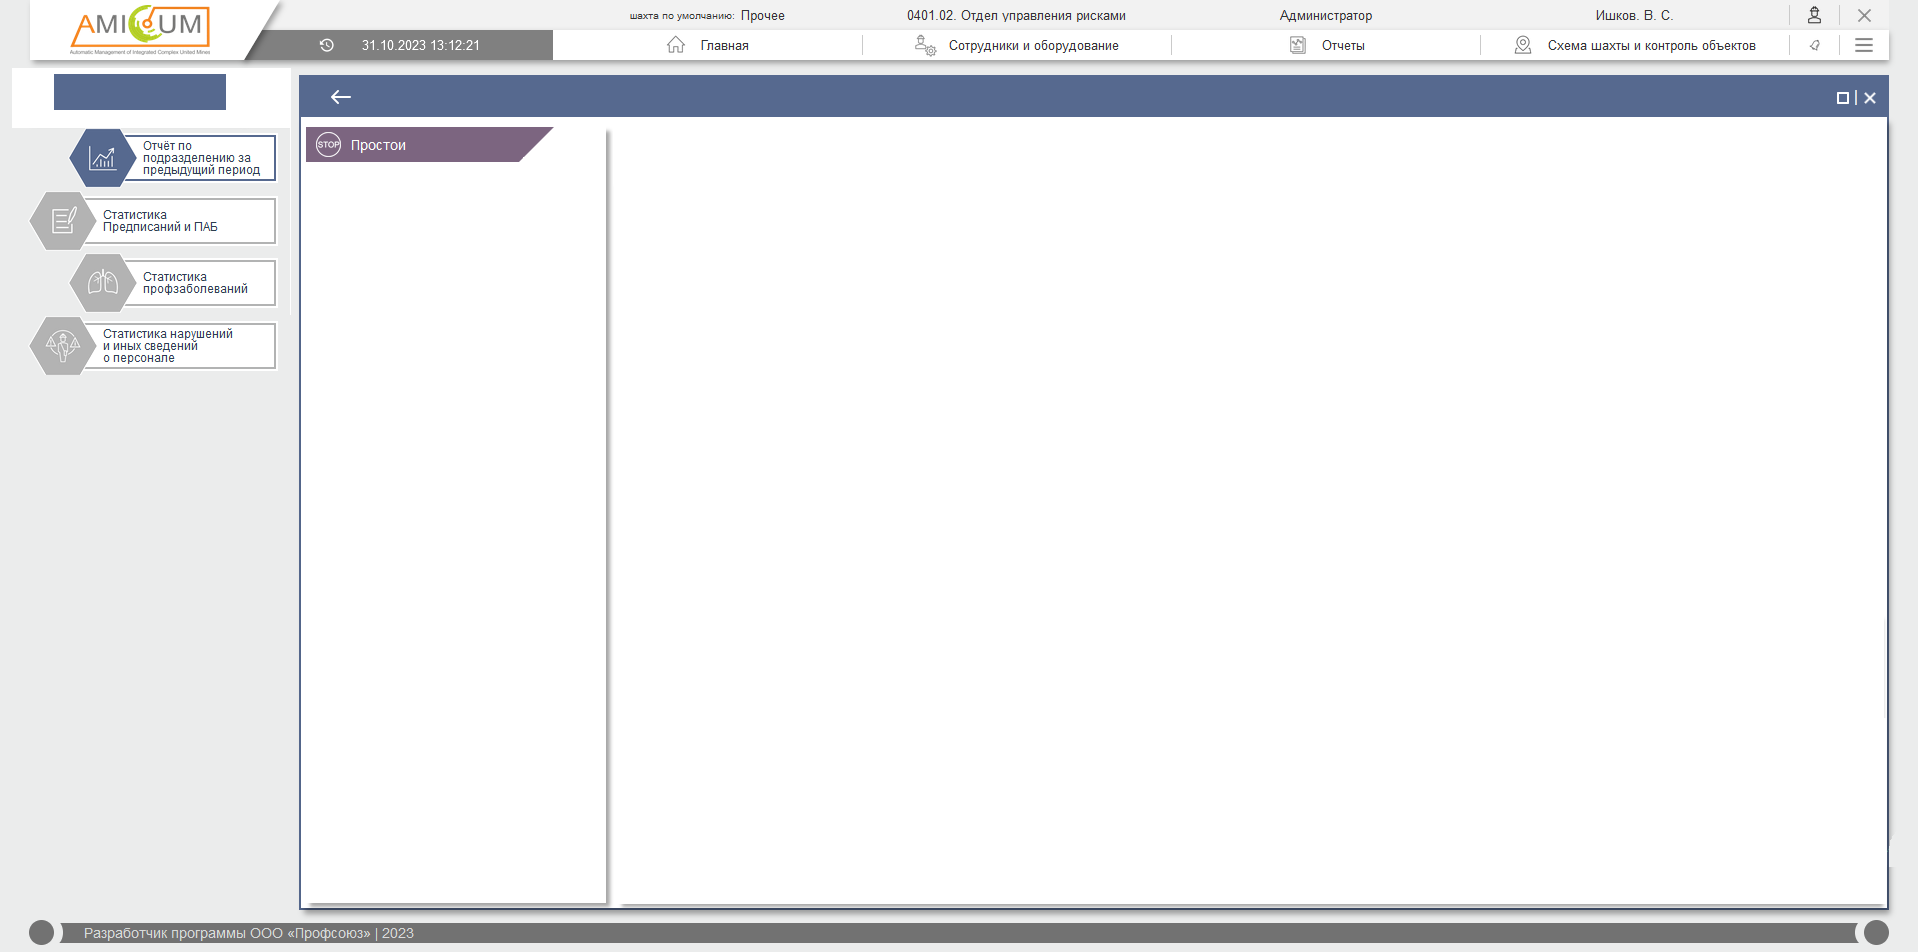 AMICUM
Automatic Management of Integrated Complex United Mines
шахта по умолчанию: Прочее
0401.02. Отдел управления рисками
Администратор
Ишков. В. С.
31.10.2023 13:12:21
Главная
Сотрудники и оборудование
Отчеты
Схема шахты и контроль объектов
Отчёт по
подразделению за
предыдущий период
Статистика
Предписаний и ПАБ
Статистика
профзаболеваний
Статистика нарушений
и иных сведений
о персонале
STOP Простои
Разработчик программы ООО «Профсоюз» | 2023